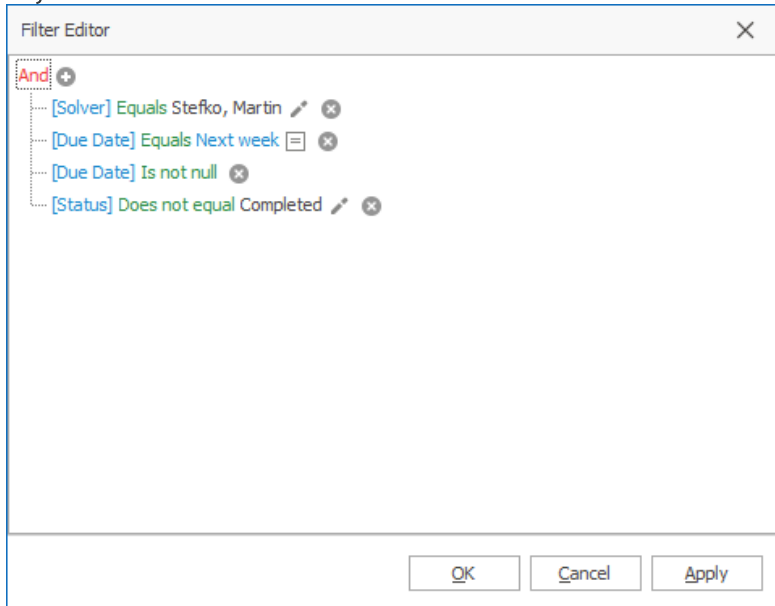 Filter Editor
And
[Solver] Equals Stefko, Martin
[Due Date] Equals Next week
[Due Date] Is not null
[Status] Does not equal Completed
OK Cancel Apply